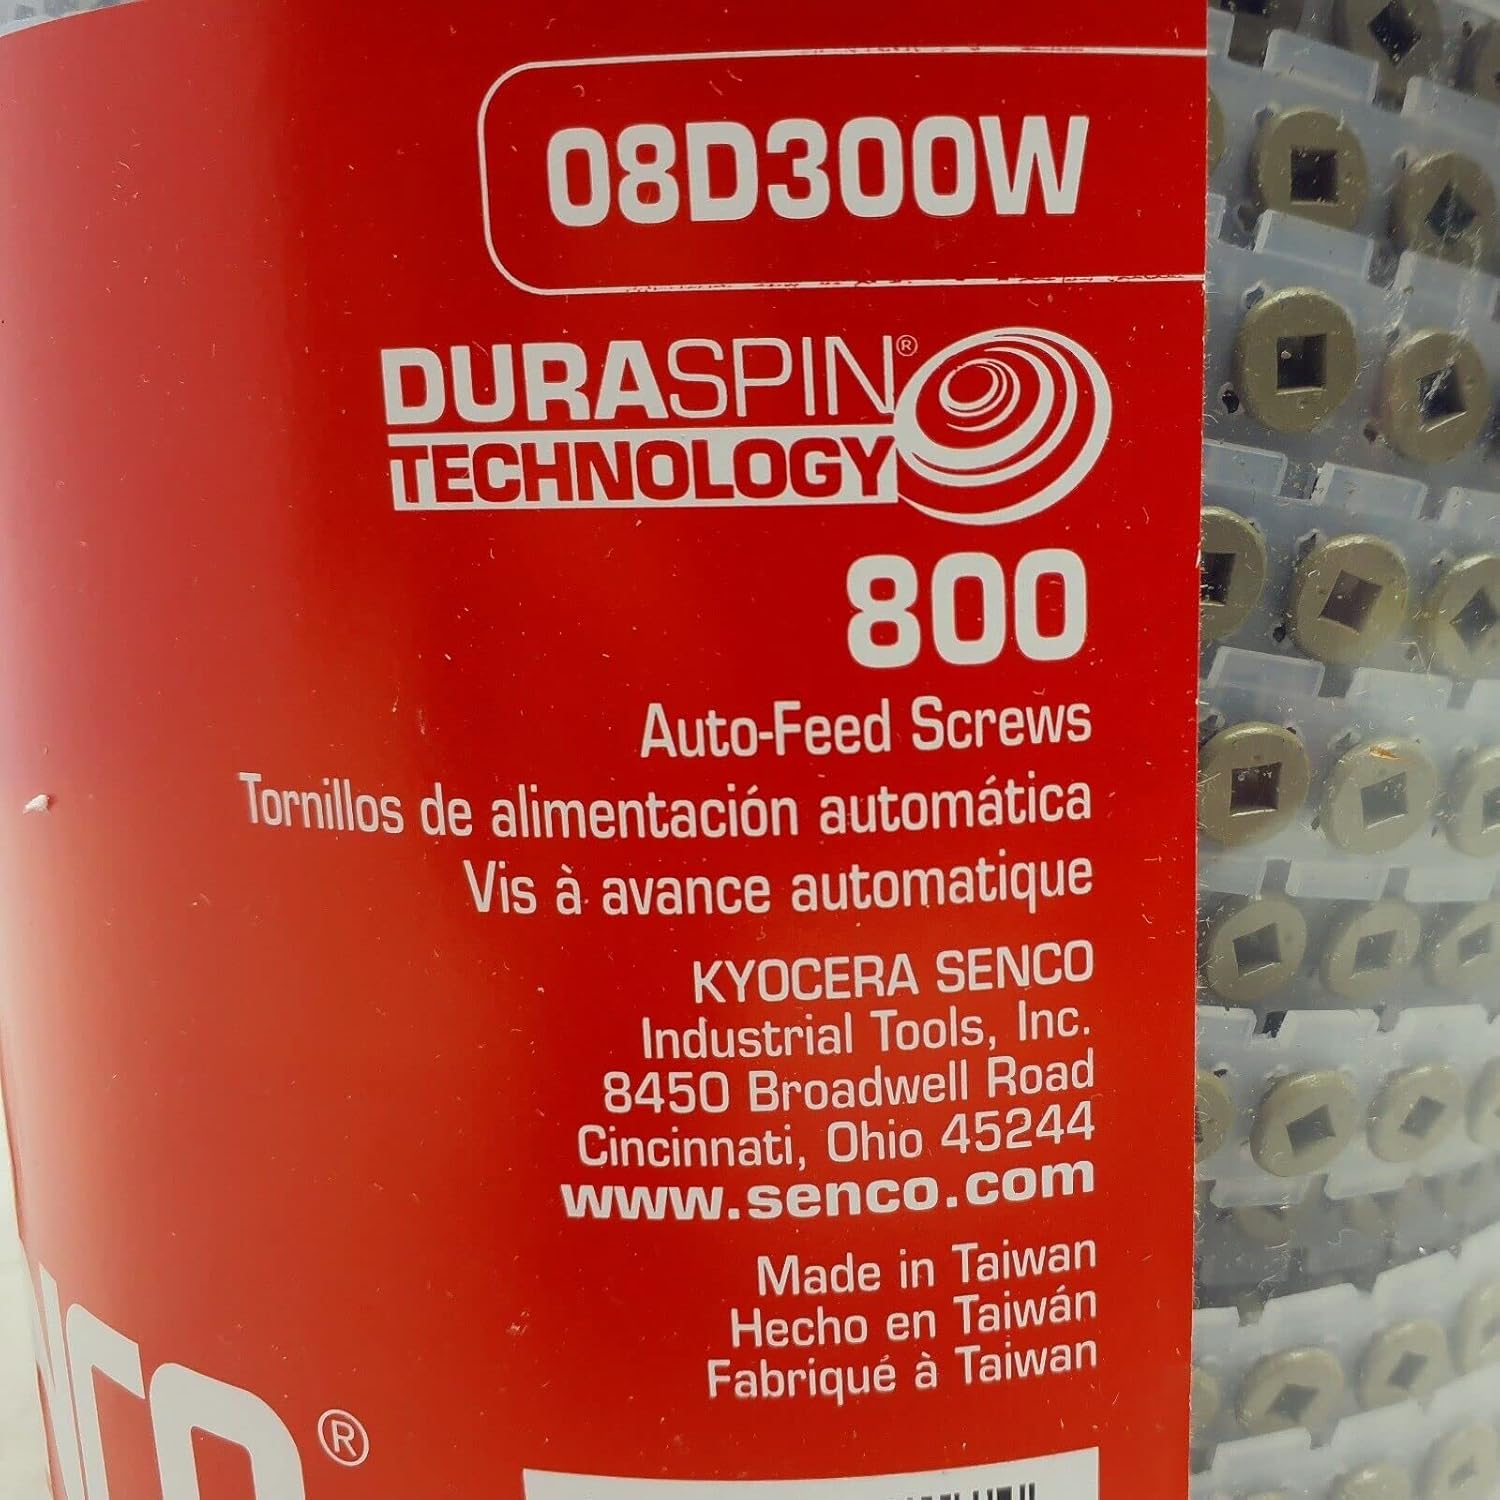 08D300W
DURASPIN®
TECHNOLOGY
800
Auto-Feed Screws
Tornillos de alimentación automática
Vis à avance automatique
KYOCERA SENCO
Industrial Tools, Inc.
8450 Broadwell Road
Cincinnati, Ohio 45244
www.senco.com
Made in Taiwan
Hecho en Taiwán
Fabriqué à Taiwan
®